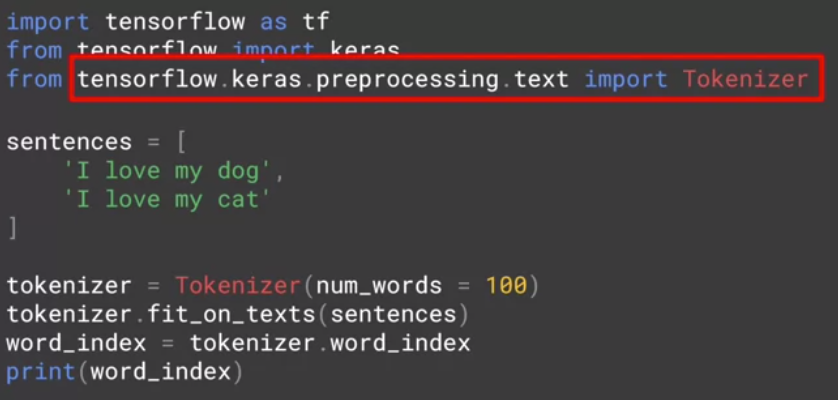 import tensorflow as tf
from tensorflow import keras
from tensorflow.keras.preprocessing.text import Tokenizer
sentences = [
    'I love my dog',
    'I love my cat'
]
tokenizer = Tokenizer(num_words = 100)
tokenizer.fit_on_texts(sentences)
word_index = tokenizer.word_index
print(word_index)